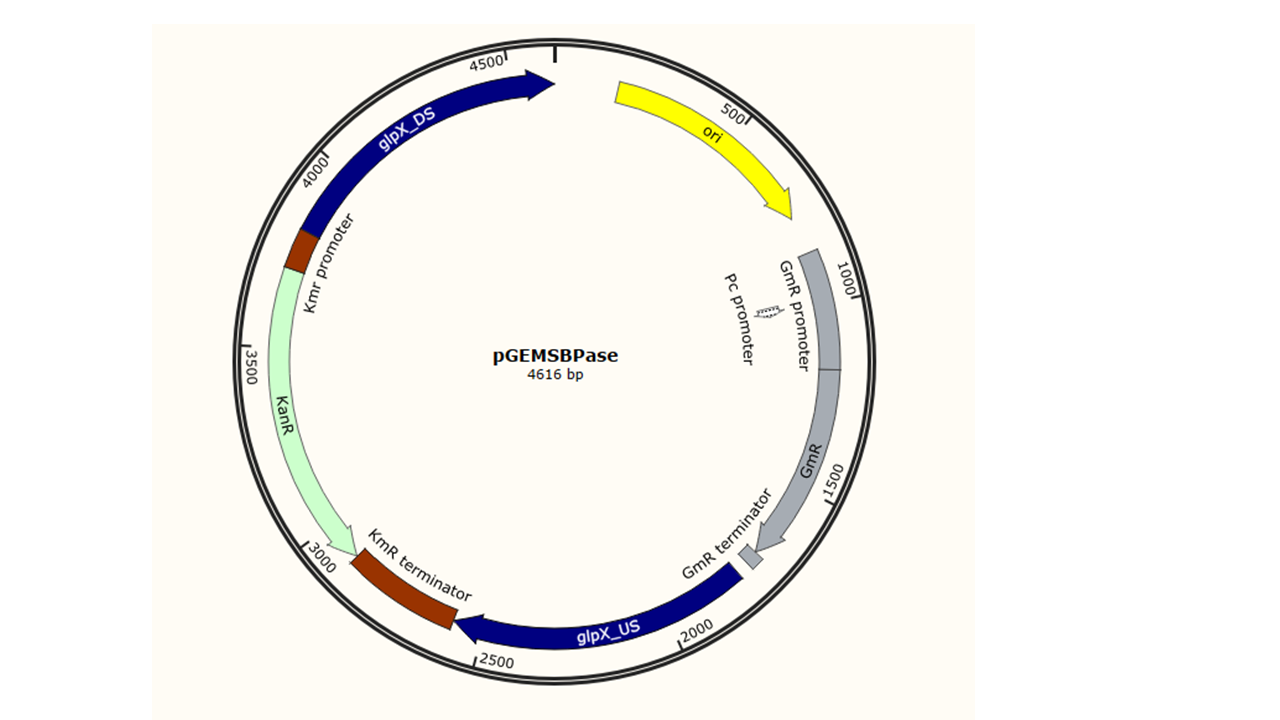 4500
500
glpX_DS
ori
4000
1000
Kmr promoter
GmR promoter
Pc promoter
pGEMSBPase
4616 bp
3500
KanR
GmR
1500
GmR terminator
KmR terminator
3000
glpX_US
2000
2500